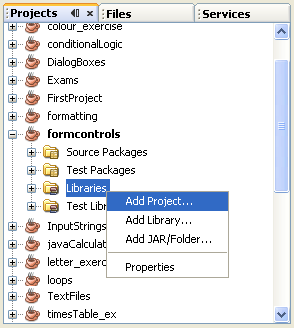 Projects Files Services
colour_exercise
conditionalLogic
DialogBoxes
Exams
FirstProject
formatting
formcontrols
Source Packages
Test Packages
Libraries
Test Libr
Add Project...
Add Library...
Add JAR/Folder...
Properties
InputStrings
javaCalculat
letter_exerc
loops
TextFiles
timesTable_ex